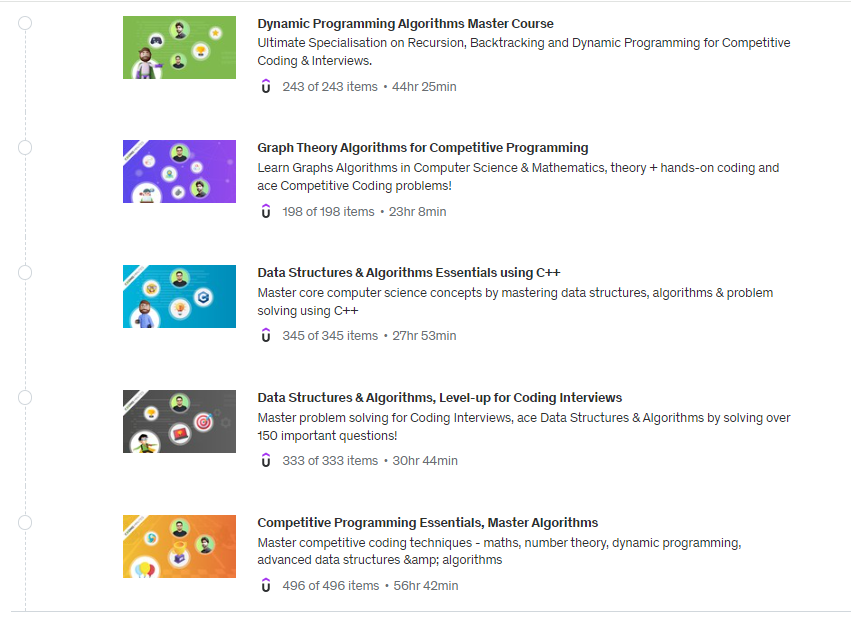 Dynamic Programming Algorithms Master Course
Ultimate Specialisation on Recursion, Backtracking and Dynamic Programming for Competitive
Coding & Interviews.
243 of 243 items • 44hr 25min
Graph Theory Algorithms for Competitive Programming
Learn Graphs Algorithms in Computer Science & Mathematics, theory + hands-on coding and
ace Competitive Coding problems!
198 of 198 items • 23hr 8min
Data Structures & Algorithms Essentials using C++
Master core computer science concepts by mastering data structures, algorithms & problem
solving using C++
345 of 345 items • 27hr 53min
Data Structures & Algorithms, Level-up for Coding Interviews
Master problem solving for Coding Interviews, ace Data Structures & Algorithms by solving over
150 important questions!
333 of 333 items • 30hr 44min
Competitive Programming Essentials, Master Algorithms
Master competitive coding techniques - maths, number theory, dynamic programming,
advanced data structures &amp; algorithms
496 of 496 items • 56hr 42min